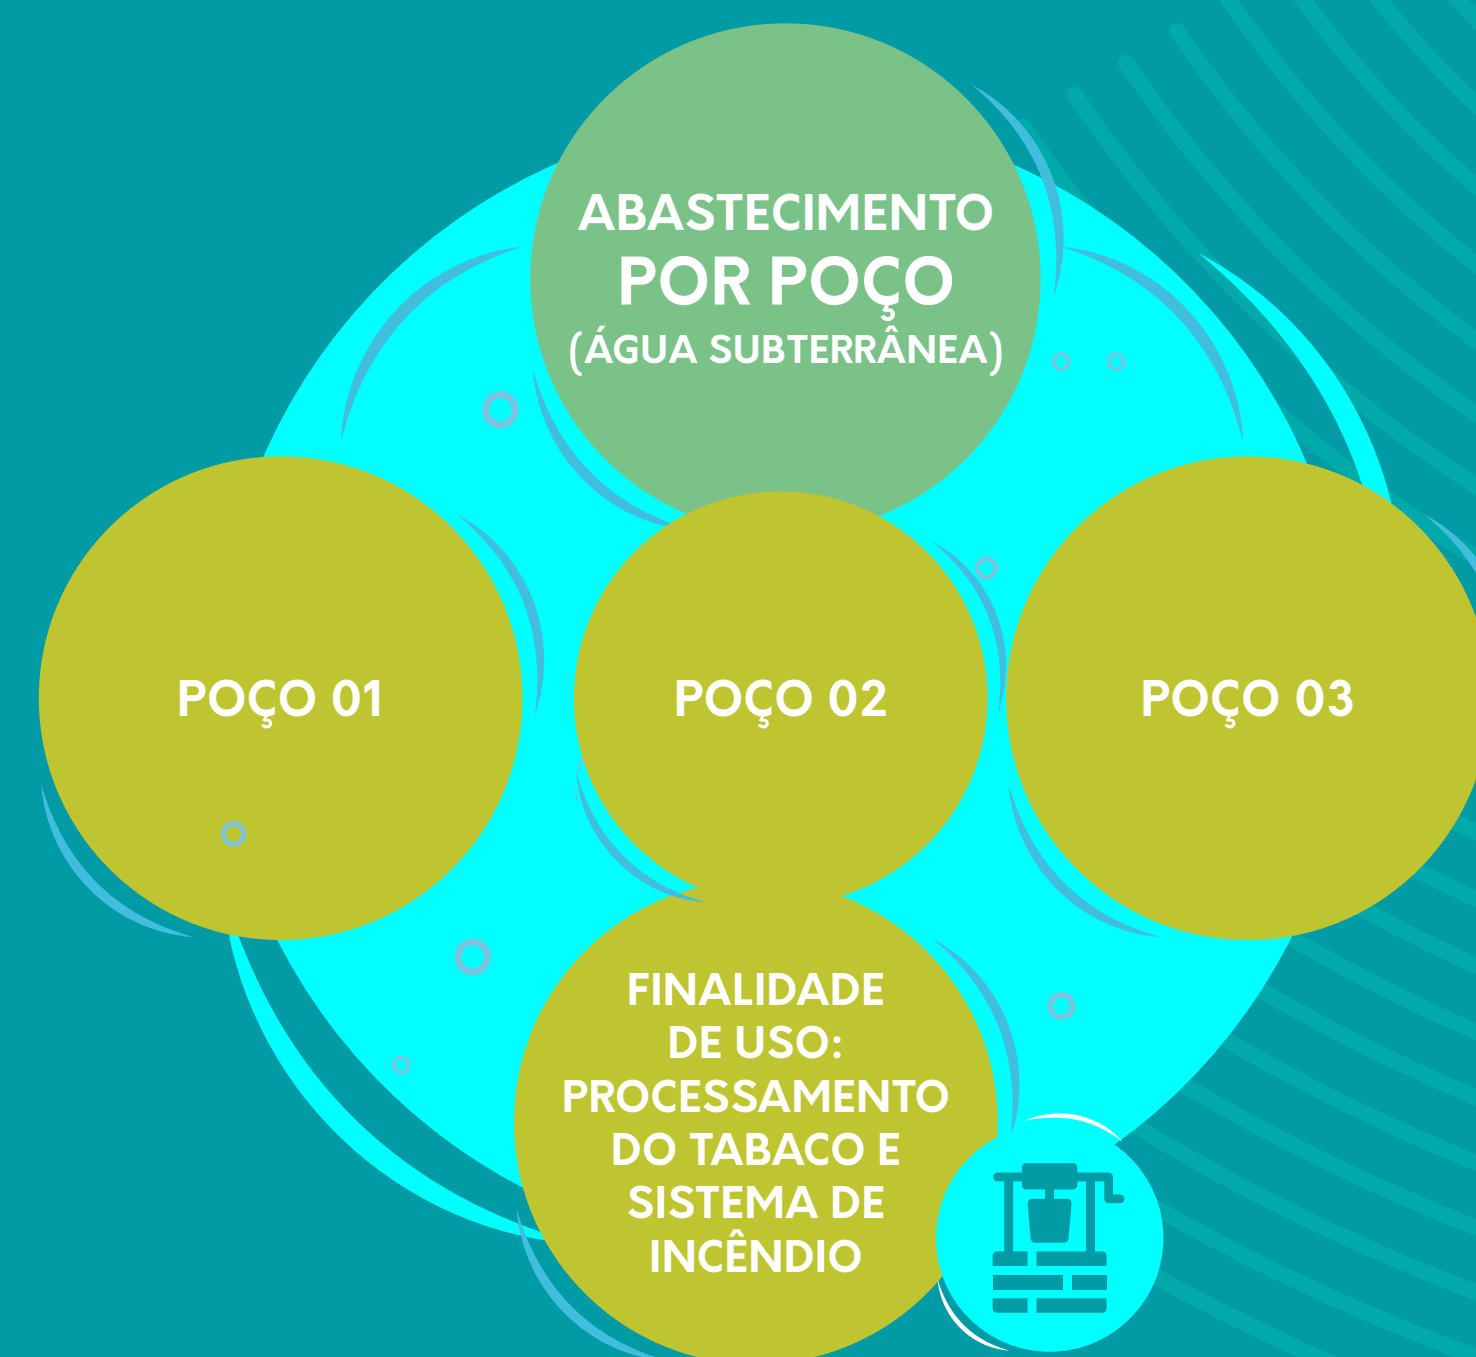 ABASTECIMENTO
POR POÇO
(ÁGUA SUBTERRÂNEA)
POÇO 01
POÇO 02
POÇO 03
FINALIDADE
DE USO:
PROCESSAMENTO
DO TABACO E
SISTEMA DE
INCÊNDIO